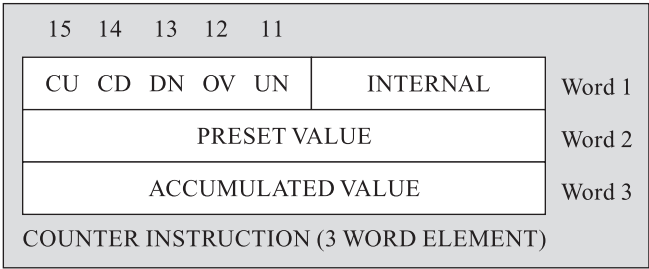 15 14 13 12 11
CU CD DN OV UN INTERNAL Word 1
PRESET VALUE Word 2
ACCUMULATED VALUE Word 3
COUNTER INSTRUCTION (3 WORD ELEMENT)